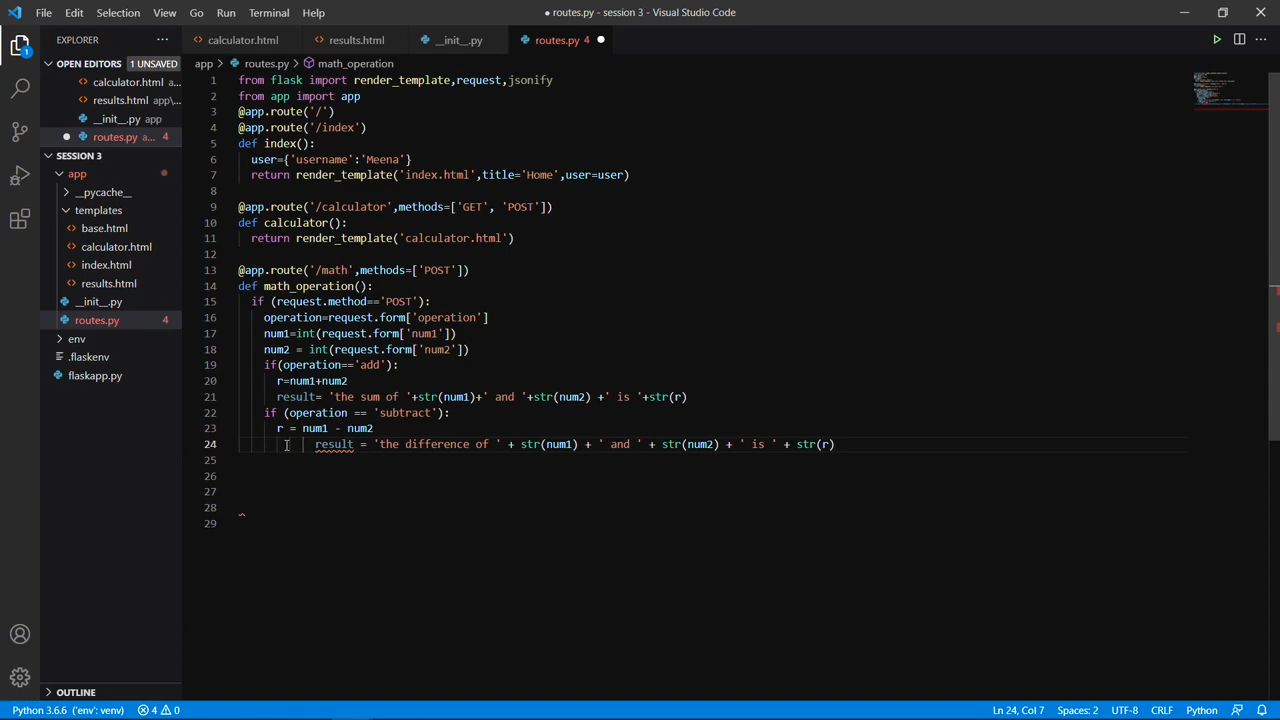 File Edit Selection View Go Run Terminal Help
● routes.py - session 3 - Visual Studio Code
EXPLORER ···
calculator.html results.html __init__.py routes.py 4 ●
OPEN EDITORS 1 UNSAVED
calculator.html a...
results.html app\...
__init__.py app
routes.py a... 4
SESSION 3
app
__pycache__
templates
base.html
calculator.html
index.html
results.html
__init__.py
routes.py 4
env
.flaskenv
flaskapp.py
OUTLINE
app > routes.py > math_operation
1 from flask import render_template,request,jsonify
2 from app import app
3 @app.route('/')
4 @app.route('/index')
5 def index():
6 user={'username':'Meena'}
7 return render_template('index.html',title='Home',user=user)
8
9 @app.route('/calculator',methods=['GET', 'POST'])
10 def calculator():
11 return render_template('calculator.html')
12
13 @app.route('/math',methods=['POST'])
14 def math_operation():
15 if (request.method=='POST'):
16 operation=request.form['operation']
17 num1=int(request.form['num1'])
18 num2 = int(request.form['num2'])
19 if(operation=='add'):
20 r=num1+num2
21 result= 'the sum of '+str(num1)+' and '+str(num2) +' is '+str(r)
22 if (operation == 'subtract'):
23 r = num1 - num2
24 result = 'the difference of ' + str(num1) + ' and ' + str(num2) + ' is ' + str(r)
25
26
27
28
29
1
Python 3.6.6 ('env': venv) 4 0 Ln 24, Col 7 Spaces: 2 UTF-8 CRLF Python